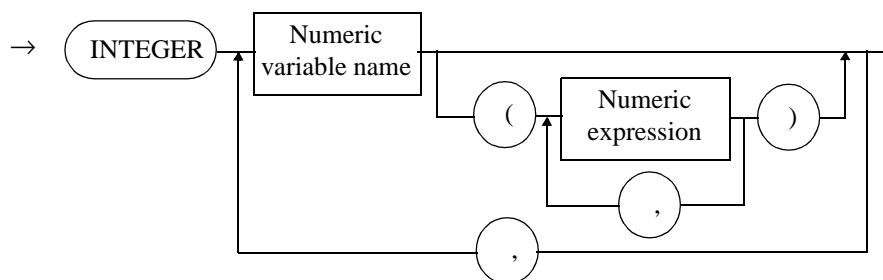 → INTEGER
Numeric
variable name
(
Numeric
expression
)
,
,